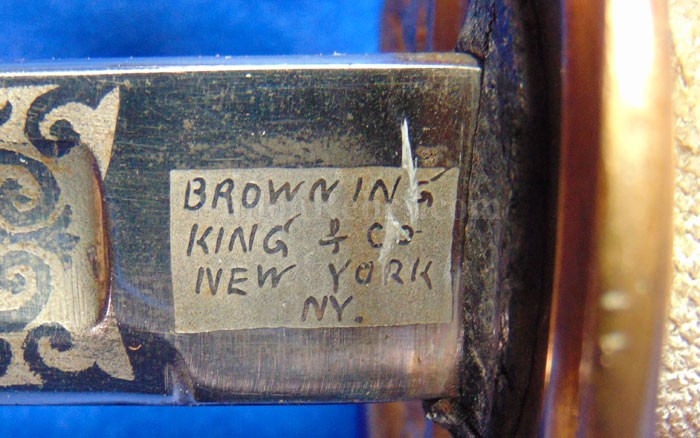 BROWNING
KING & CO
NEW YORK
NY.